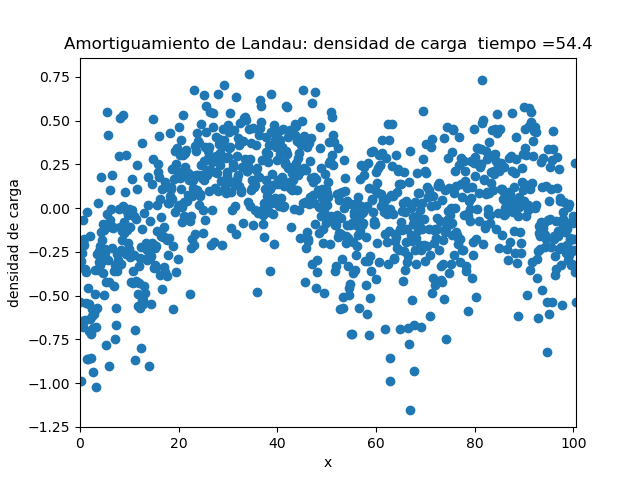 Amortiguamiento de Landau: densidad de carga  tiempo =54.4
densidad de carga
0.75
0.50
0.25
0.00
−0.25
−0.50
−0.75
−1.00
−1.25
0 20 40 60 80 100
x